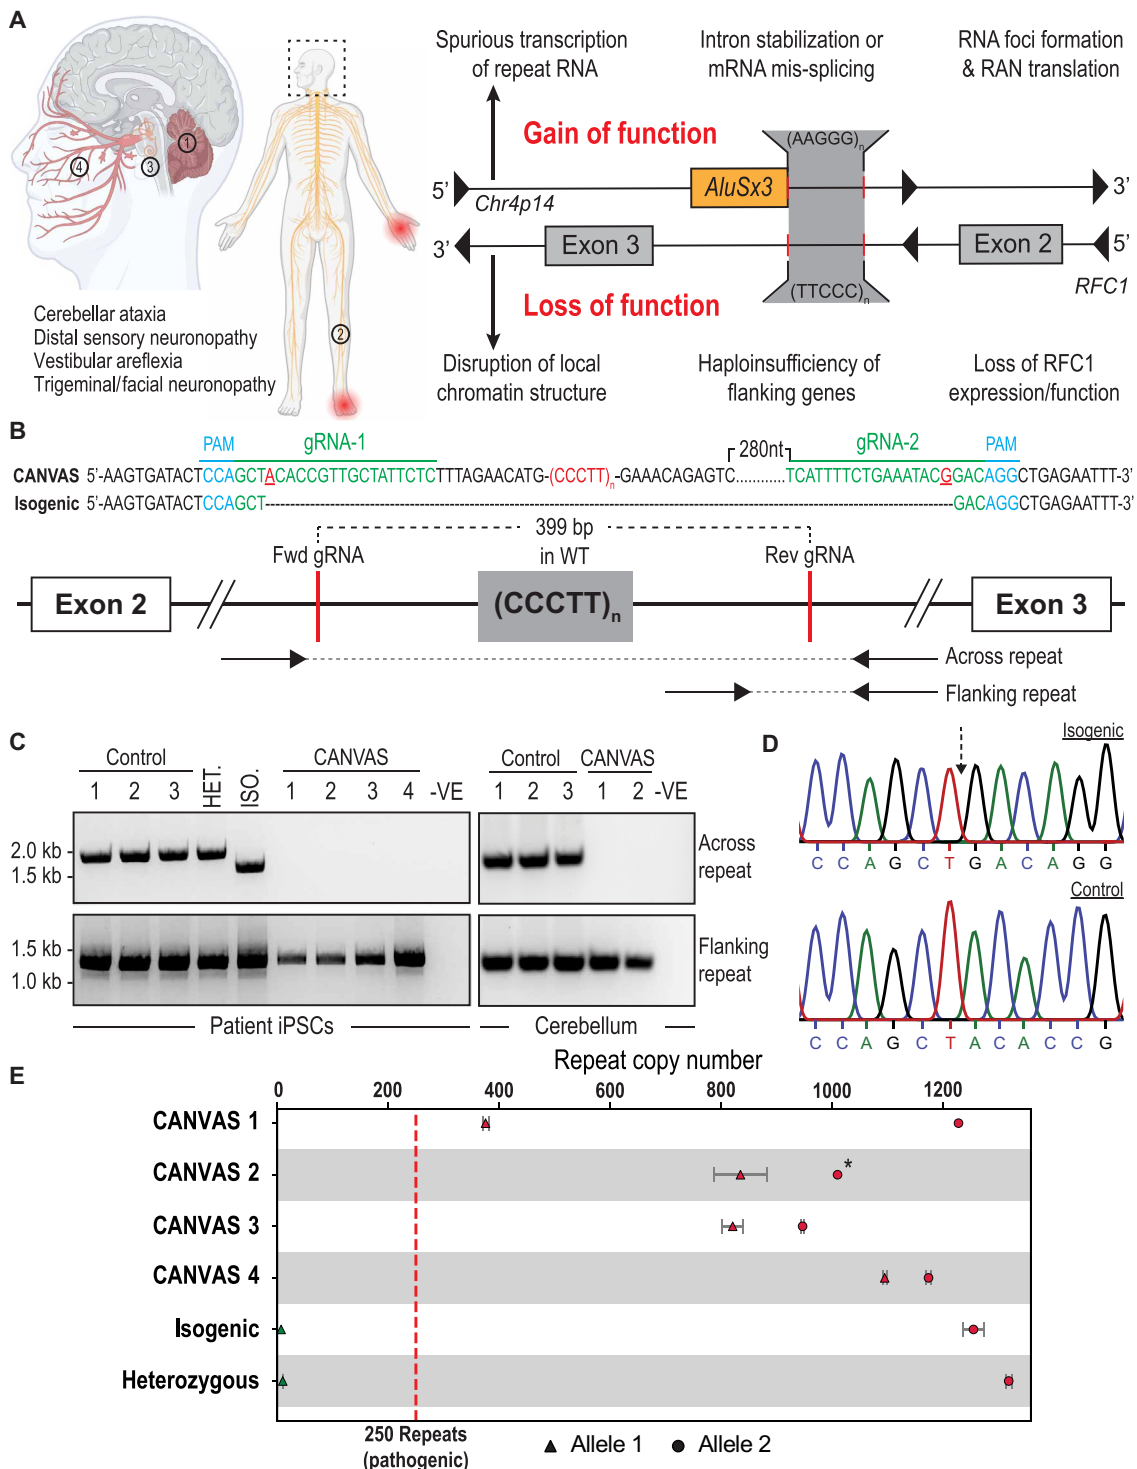 A
Spurious transcription
of repeat RNA
Intron stabilization or
mRNA mis-splicing
RNA foci formation
& RAN translation
Gain of function
(AAGGG)n
5’
Chr4p14
AluSx3
3’
3’
Exon 3
Exon 2
5’
RFC1
(TTCCC)n
Loss of function
Disruption of local
chromatin structure
Haploinsufficiency of
flanking genes
Loss of RFC1
expression/function
1
2
3
4
Cerebellar ataxia
Distal sensory neuronopathy
Vestibular areflexia
Trigeminal/facial neuronopathy
B
PAM
gRNA-1
280nt
gRNA-2
PAM
CANVAS 5'-AAGTGATACTCCAGCTACACCGTTGCTATTCTCTTTAGAACATG-(CCCTT)n-GAAACAGAGTC............TCATTTTCTGAAATACGGACAGGCTGAGAATTT-3'
Isogenic 5'-AAGTGATACTCCAGCT--------------------GACAGGCTGAGAATTT-3'
399 bp
in WT
Fwd gRNA
Rev gRNA
Exon 2
(CCCTT)n
Exon 3
Across repeat
Flanking repeat
C
Control
HET.
ISO.
CANVAS
1 2 3
1 2 3 4 -VE
Control
CANVAS
1 2 3 1 2 -VE
2.0 kb
1.5 kb
Across
repeat
1.5 kb
1.0 kb
Flanking
repeat
Patient iPSCs
Cerebellum
D
Isogenic
C C A G C T G A C A G G
Control
C C A G C T A C A C C G
E
Repeat copy number
0 200 400 600 800 1000 1200
CANVAS 1
CANVAS 2
*
CANVAS 3
CANVAS 4
Isogenic
Heterozygous
250 Repeats
(pathogenic)
Allele 1
Allele 2